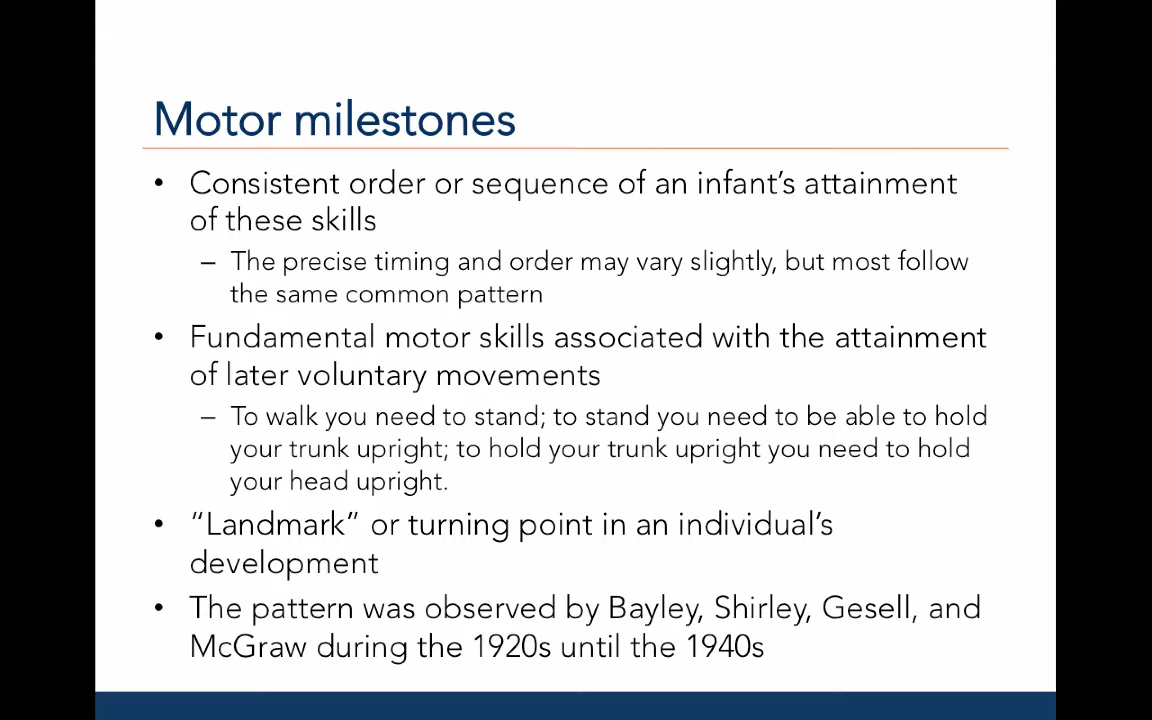 Motor milestones
• Consistent order or sequence of an infant’s attainment
of these skills
– The precise timing and order may vary slightly, but most follow
the same common pattern
• Fundamental motor skills associated with the attainment
of later voluntary movements
– To walk you need to stand; to stand you need to be able to hold
your trunk upright; to hold your trunk upright you need to hold
your head upright.
• “Landmark” or turning point in an individual’s
development
• The pattern was observed by Bayley, Shirley, Gesell, and
McGraw during the 1920s until the 1940s